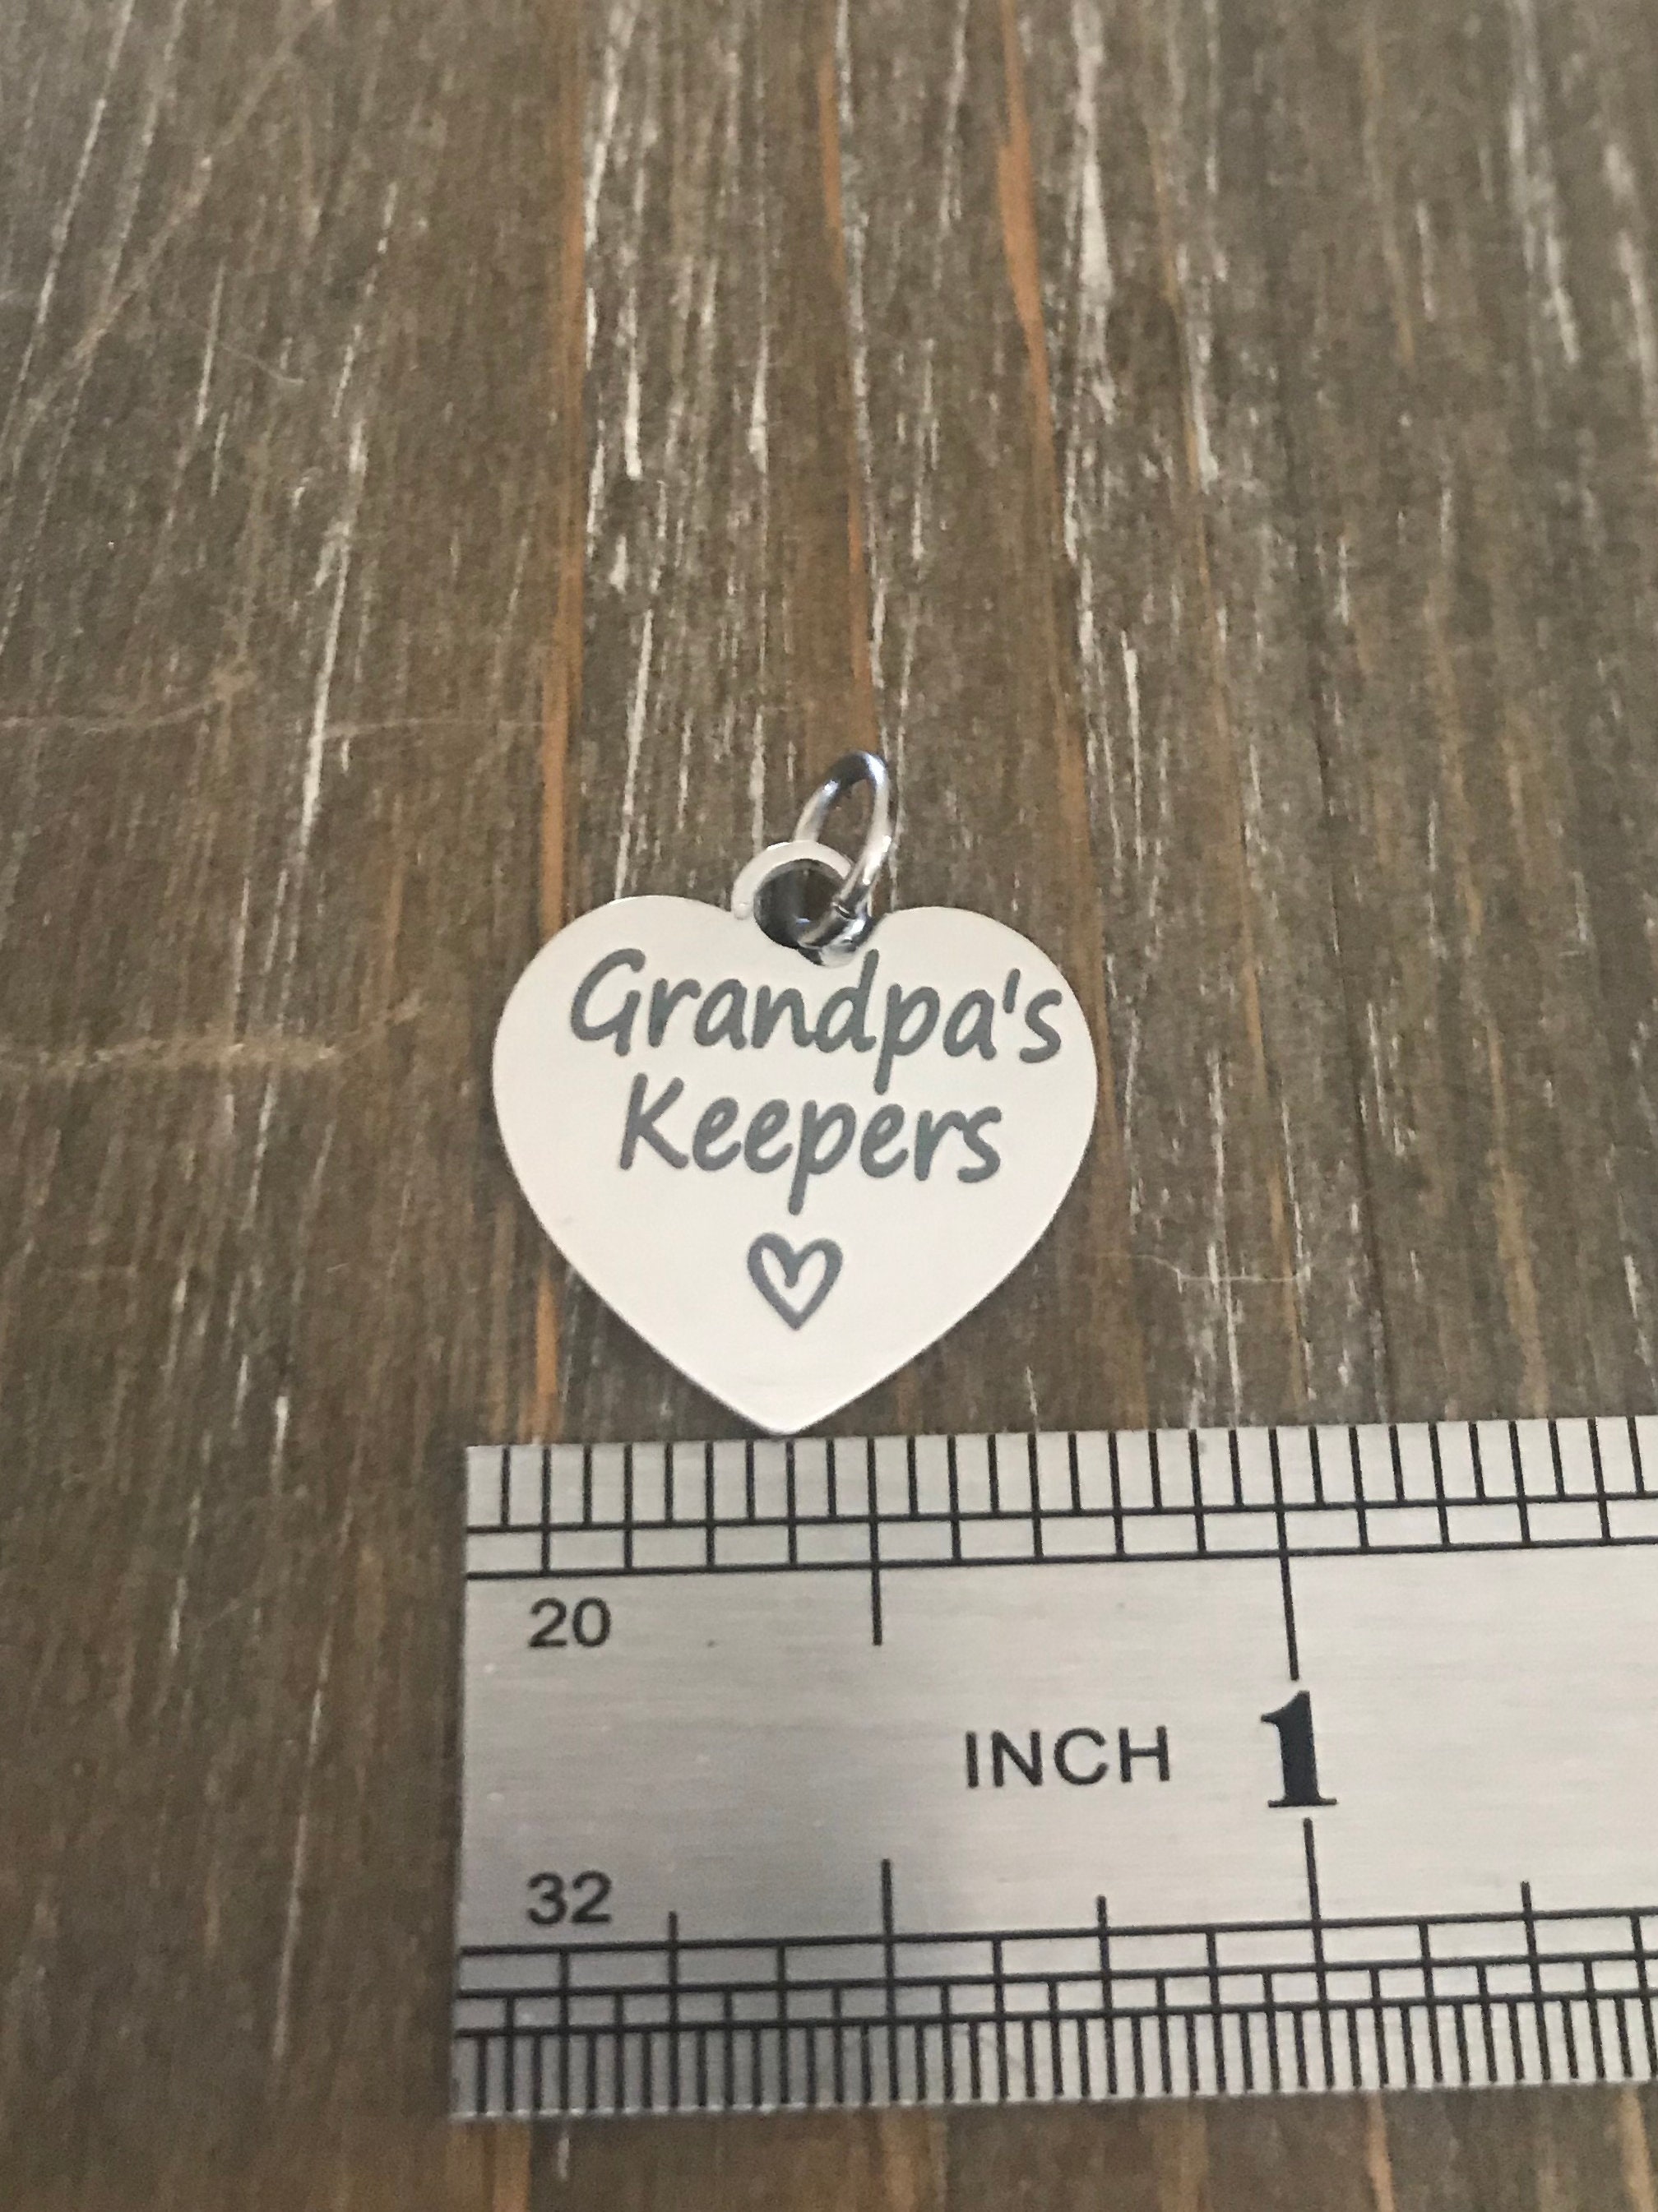 Grandpa's
Keepers
20
INCH 1
32